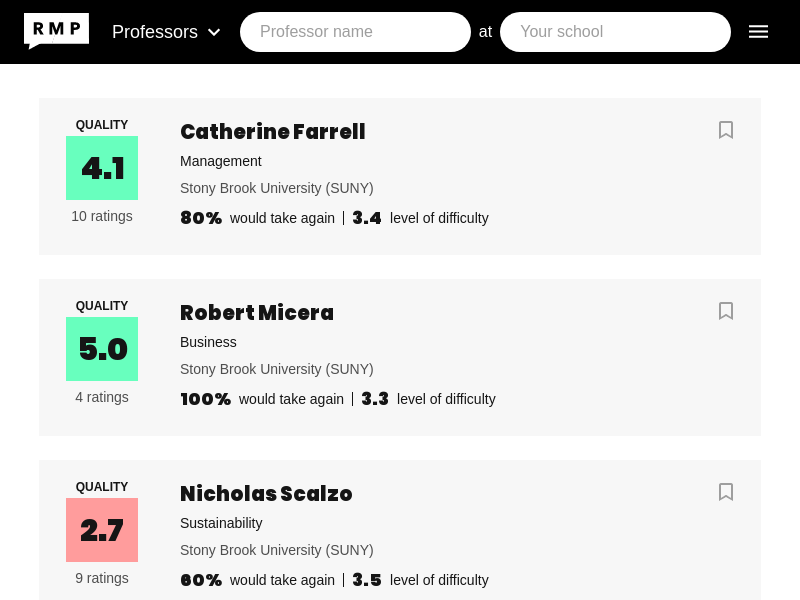 RMP Professors Professor name at Your school
QUALITY
4.1
10 ratings
Catherine Farrell
Management
Stony Brook University (SUNY)
80% would take again 3.4 level of difficulty
QUALITY
5.0
4 ratings
Robert Micera
Business
Stony Brook University (SUNY)
100% would take again 3.3 level of difficulty
QUALITY
2.7
9 ratings
Nicholas Scalzo
Sustainability
Stony Brook University (SUNY)
60% would take again 3.5 level of difficulty